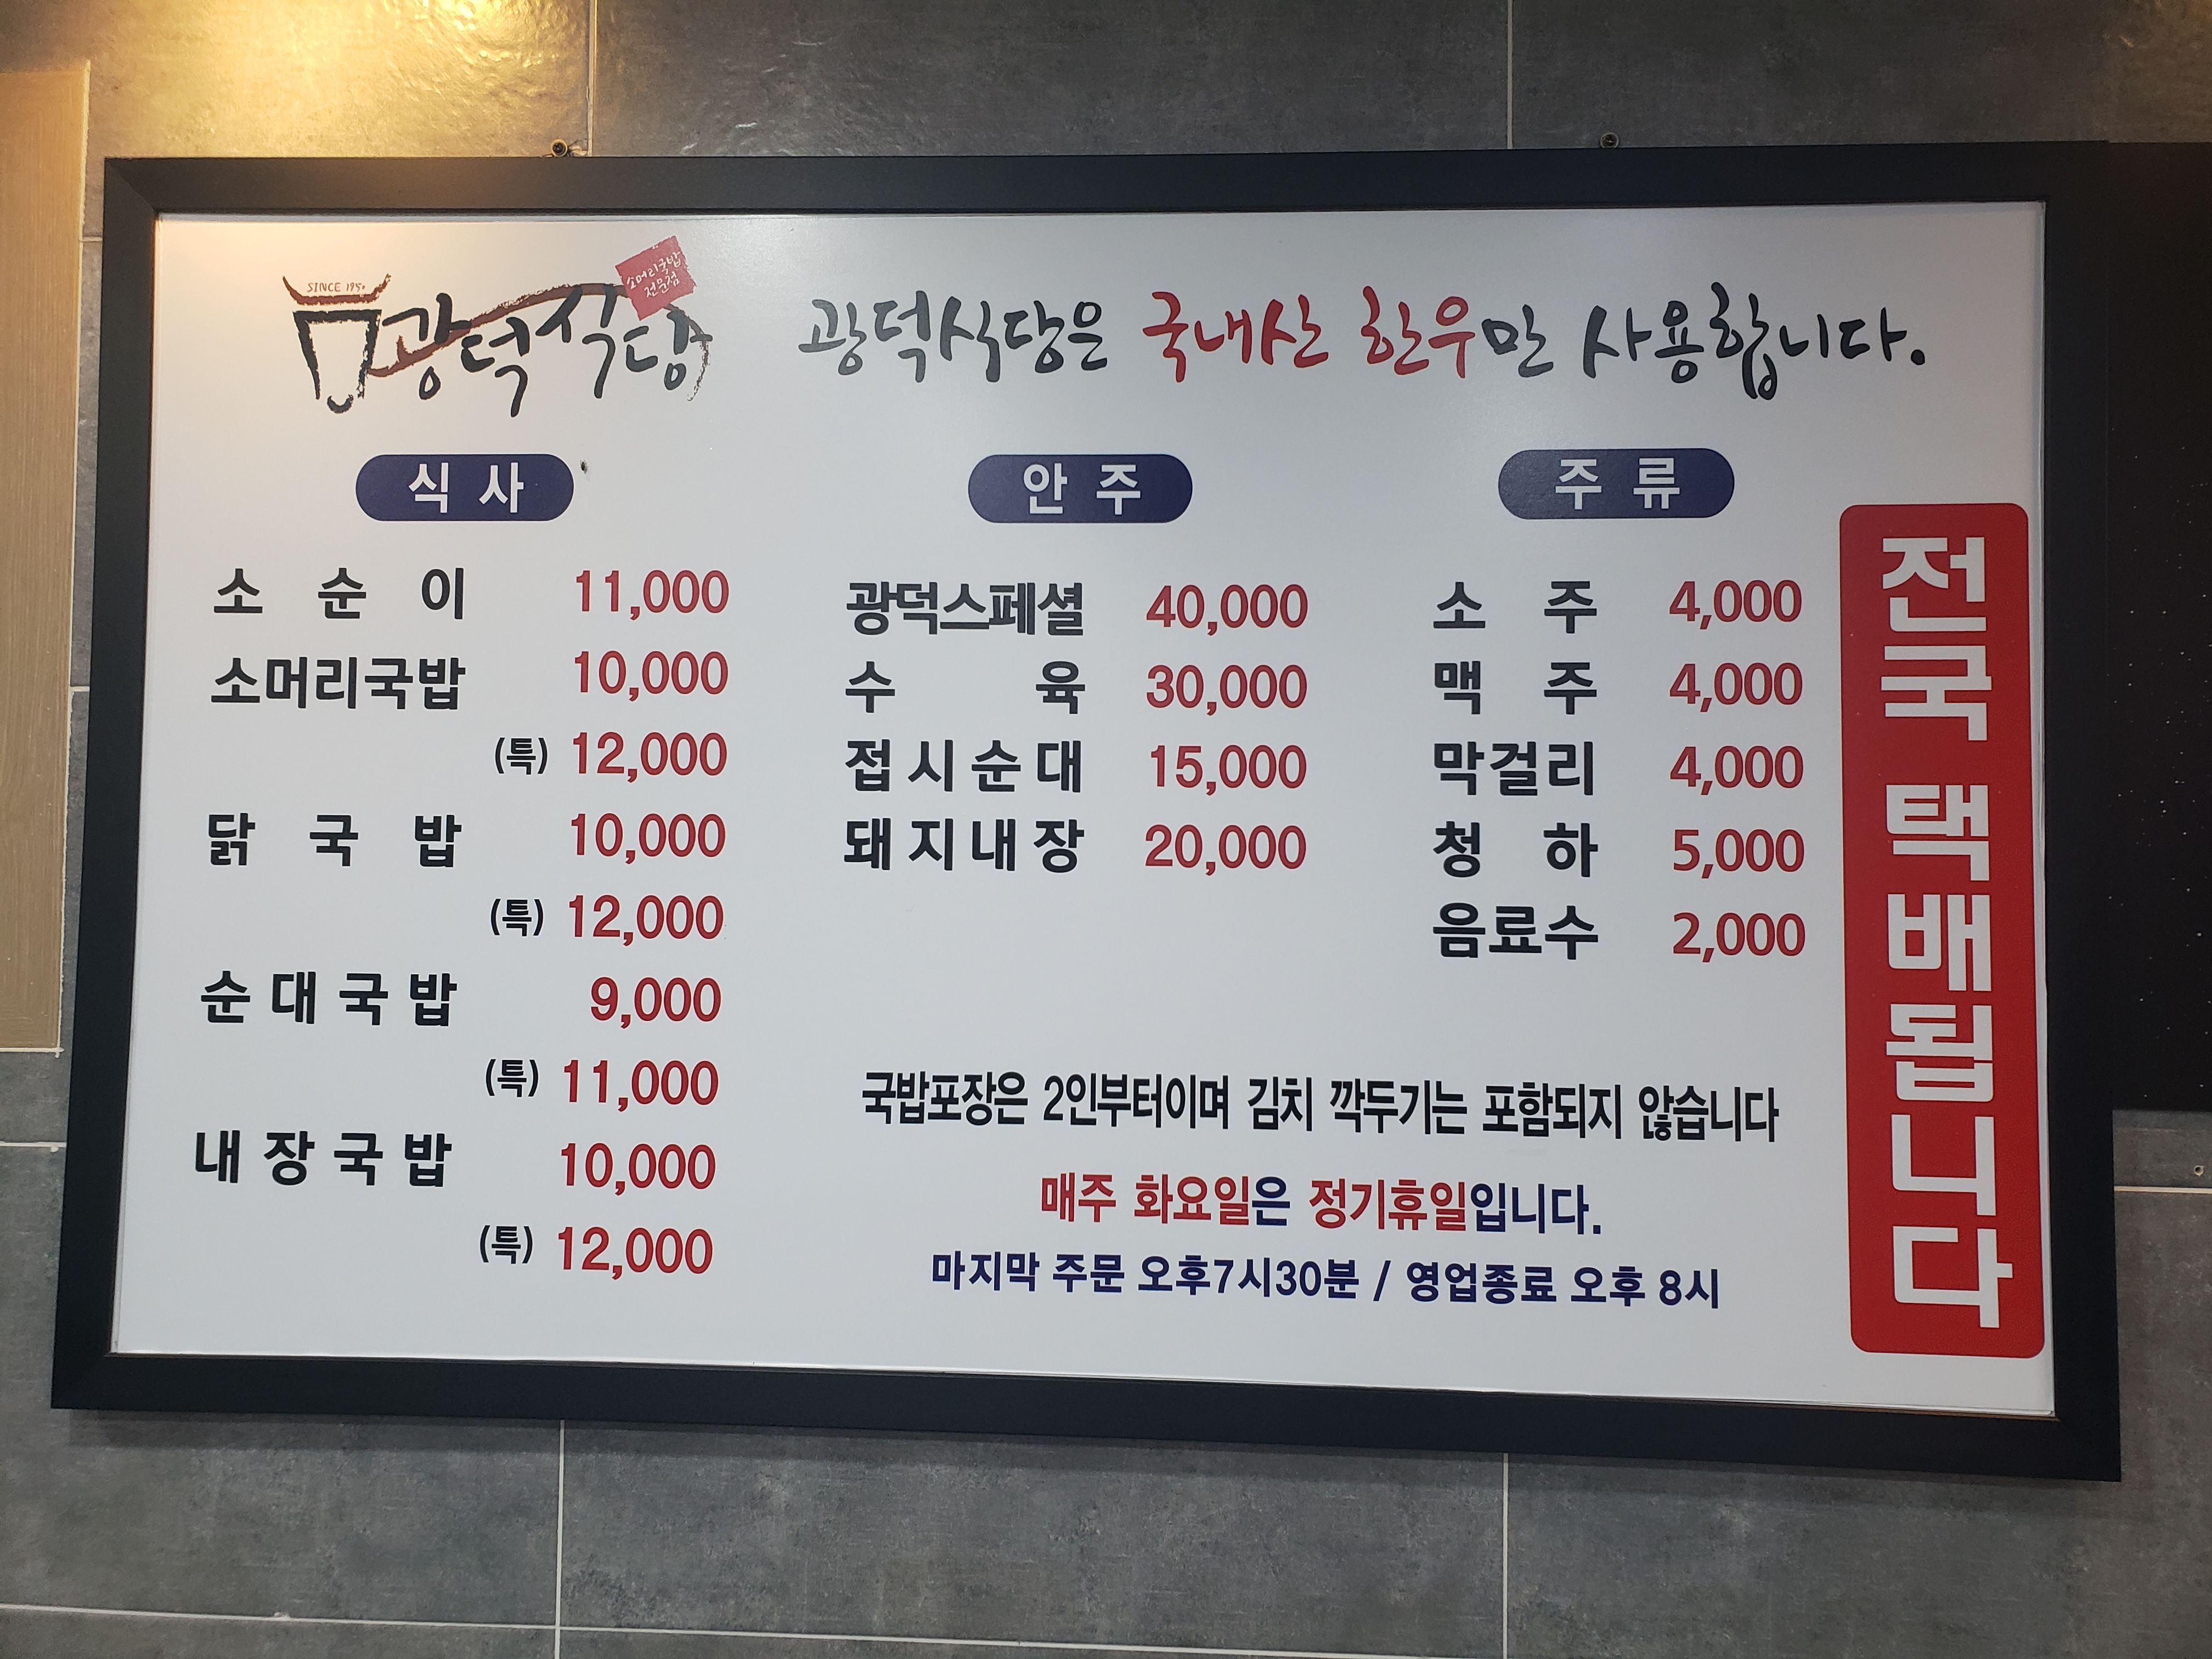 SINCE 1950
광덕식당
소머리국밥
전문점
광덕식당은 국내산 한우만 사용합니다.
식사
소순이 11,000
소머리국밥 10,000
(특) 12,000
닭국밥 10,000
(특) 12,000
순대국밥 9,000
(특) 11,000
내장국밥 10,000
(특) 12,000
안주
광덕스페셜 40,000
수육 30,000
접시순대 15,000
돼지내장 20,000
주류
소주 4,000
맥주 4,000
막걸리 4,000
청하 5,000
음료수 2,000
국밥포장은 2인부터이며 김치 깍두기는 포함되지 않습니다
매주 화요일은 정기휴일입니다.
마지막 주문 오후7시30분 / 영업종료 오후 8시
전국 택배됩니다